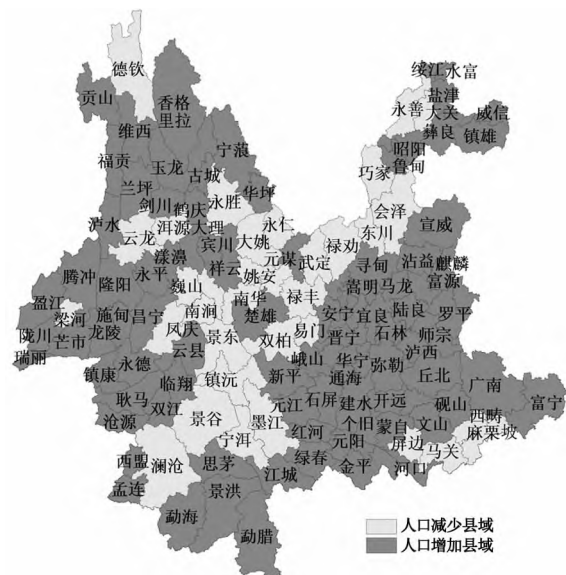 德钦
绥江 水富
贡山 香格里拉 盐津
永善 大关 威信
维西 彝良 镇雄
宁蒗 昭阳
福贡 玉龙 鲁甸
古城 巧家
兰坪 华坪
剑川 鹤庆 永胜 会泽
泸水 洱源 大理 永仁 东川 宣威
云龙 宾川 大姚 禄劝
漾濞 元谋 武定 寻甸 沾益 麒麟
腾冲 隆阳 永平 祥云 姚安 富源
巍山 嵩明 马龙
盈江 南华 禄丰
梁河 施甸 昌宁 南涧 楚雄 安宁 宜良 陆良 罗平
陇川 芒市 龙陵 凤庆 景东 双柏 易门 晋宁 石林 师宗
瑞丽 云县 峨山 华宁 泸西
永德 弥勒
镇康 临翔 镇沅 新平 通海 丘北 广南
耿马 双江 元江 石屏 建水 开远 砚山 富宁
沧源 景谷 墨江 个旧 蒙自 文山 西畴
宁洱 红河 元阳 屏边 麻栗坡
西盟 澜沧 思茅 绿春 马关
江城 金平 河口
孟连 景洪
勐海
勐腊
人口减少县域
人口增加县域